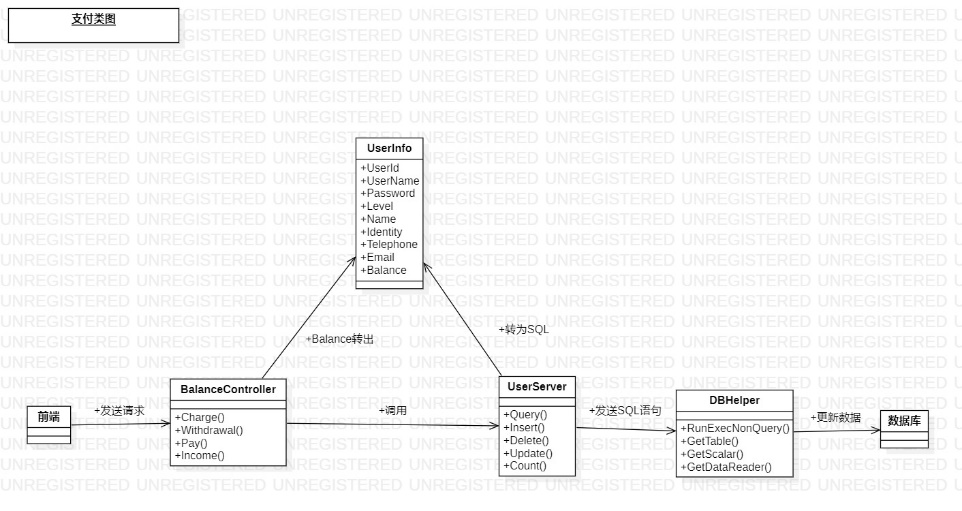 支付类图
UserInfo
+UserId
+UserName
+Password
+Level
+Name
+Identity
+Telephone
+Email
+Balance
+Balance转出
+转为SQL
前端
+发送请求
BalanceController
+Charge()
+Withdrawal()
+Pay()
+Income()
+调用
UserServer
+Query()
+Insert()
+Delete()
+Update()
+Count()
+发送SQL语句
DBHelper
+RunExecNonQuery()
+GetTable()
+GetScalar()
+GetDataReader()
+更新数据
数据库
UNREGISTERED